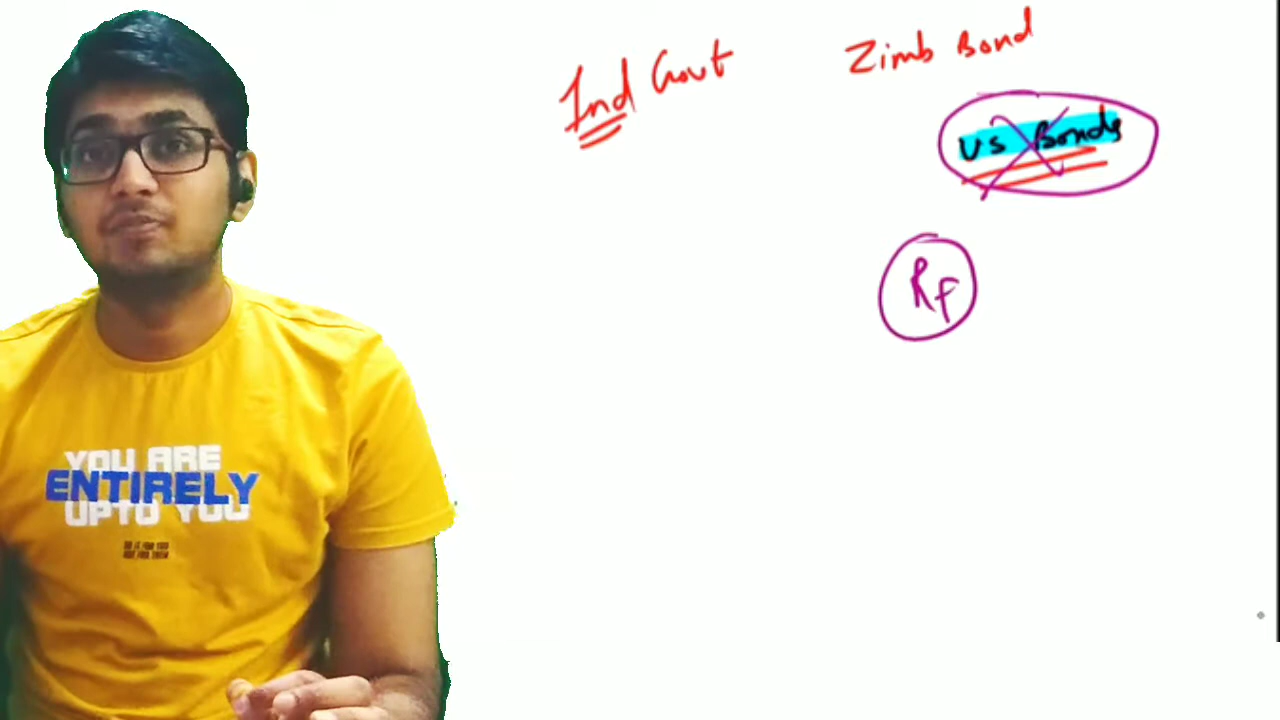 Ind Govt
Zimb Bond
US Bonds
Rf
YOU ARE
ENTIRELY
UPTO YOU